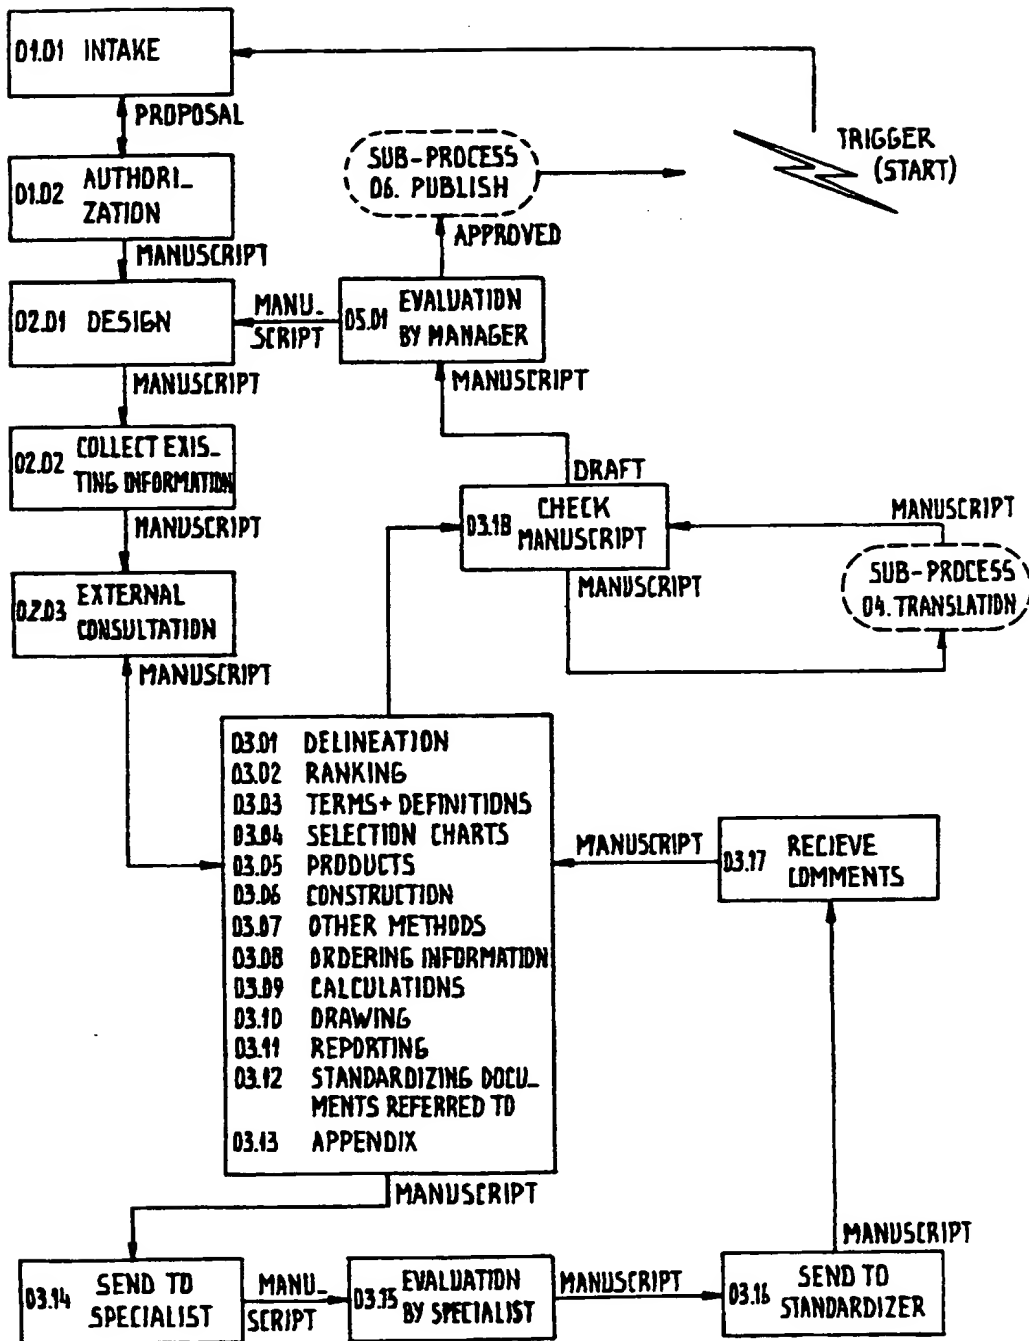 01.01 INTAKE
PROPOSAL
TRIGGER
(START)
SUB-PROCESS
06. PUBLISH
01.02 AUTHORI-
ZATION
APPROVED
MANUSCRIPT
02.01 DESIGN
MANU-
SCRIPT
05.01 EVALUATION
BY MANAGER
MANUSCRIPT
MANUSCRIPT
02.02 COLLECT EXIS-
TING INFORMATION
DRAFT
03.18 CHECK
MANUSCRIPT
MANUSCRIPT
MANUSCRIPT
MANUSCRIPT
SUB-PROCESS
04. TRANSLATION
02.03 EXTERNAL
CONSULTATION
MANUSCRIPT
03.01 DELINEATION
03.02 RANKING
03.03 TERMS+ DEFINITIONS
03.04 SELECTION CHARTS
03.05 PRODUCTS
03.06 CONSTRUCTION
03.07 OTHER METHODS
03.08 ORDERING INFORMATION
03.09 CALCULATIONS
03.10 DRAWING
03.11 REPORTING
03.12 STANDARDIZING DOCU-
MENTS REFERRED TO
03.13 APPENDIX
MANUSCRIPT
03.17 RECIEVE
COMMENTS
MANUSCRIPT
MANUSCRIPT
03.14 SEND TO
SPECIALIST
MANU-
SCRIPT
03.15 EVALUATION
BY SPECIALIST
MANUSCRIPT
03.16 SEND TO
STANDARDIZER